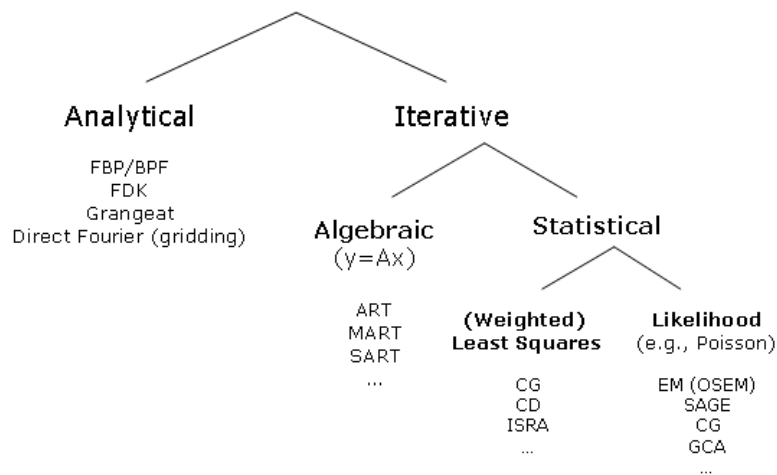 Analytical
Iterative
FBP/BPF
FDK
Grangeat
Direct Fourier (gridding)
Algebraic
(y=Ax)
ART
MART
SART
...
Statistical
(Weighted)
Least Squares
CG
CD
ISRA
...
Likelihood
(e.g., Poisson)
EM (OSEM)
SAGE
CG
GCA
...